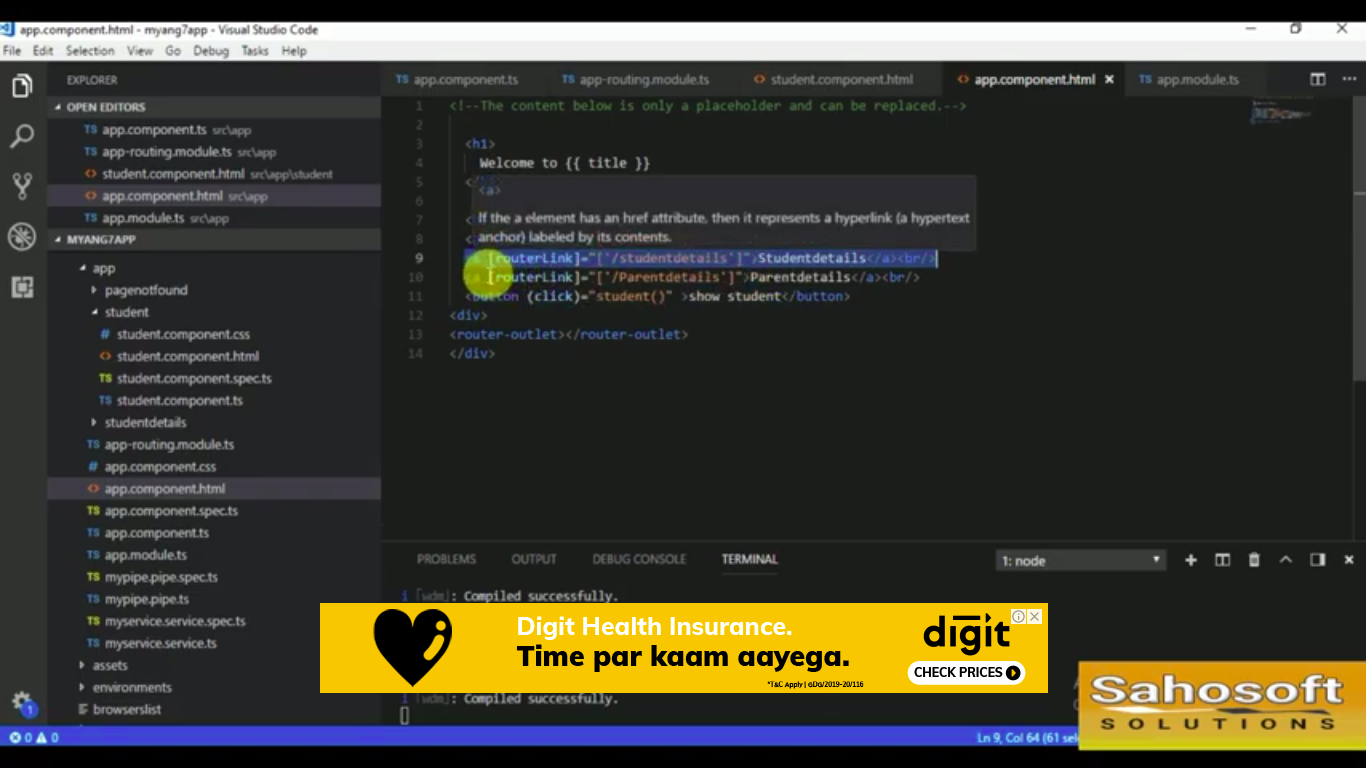 app.component.html - myang7app - Visual Studio Code
File Edit Selection View Go Debug Tasks Help
EXPLORER
OPEN EDITORS
TS app.component.ts src\app
TS app-routing.module.ts src\app
<> student.component.html src\app\student
<> app.component.html src\app
TS app.module.ts src\app
MYANG7APP
app
pagenotfound
student
# student.component.css
<> student.component.html
TS student.component.spec.ts
TS student.component.ts
studentdetails
TS app-routing.module.ts
# app.component.css
<> app.component.html
TS app.component.spec.ts
TS app.component.ts
TS app.module.ts
TS mypipe.pipe.spec.ts
TS mypipe.pipe.ts
TS myservice.service.spec.ts
TS myservice.service.ts
assets
environments
browserslist
TS app.component.ts TS app-routing.module.ts <> student.component.html <> app.component.html × TS app.module.ts
1 <!--The content below is only a placeholder and can be replaced.-->
2
3 <h1>
4 Welcome to {{ title }}
5 <
<a>
6
If the a element has an href attribute, then it represents a hyperlink (a hypertext
7 <
anchor) labeled by its contents.
8 <
9 [routerLink]="['/studentdetails']">Studentdetails</a><br/>
10 [routerLink]="['/Parentdetails']">Parentdetails</a><br/>
11 <button (click)="student()" >show student</button>
12 <div>
13 <router-outlet></router-outlet>
14 </div>
PROBLEMS OUTPUT DEBUG CONSOLE TERMINAL 1: node
i ｢wdm｣: Compiled successfully.
Digit Health Insurance.
Time par kaam aayega.
*T&C Apply | GDG/2019-20/116
digit
CHECK PRICES
i ｢wdm｣: Compiled successfully.
Sahosoft
SOLUTIONS
1
0 0 Ln 9, Col 64 (61